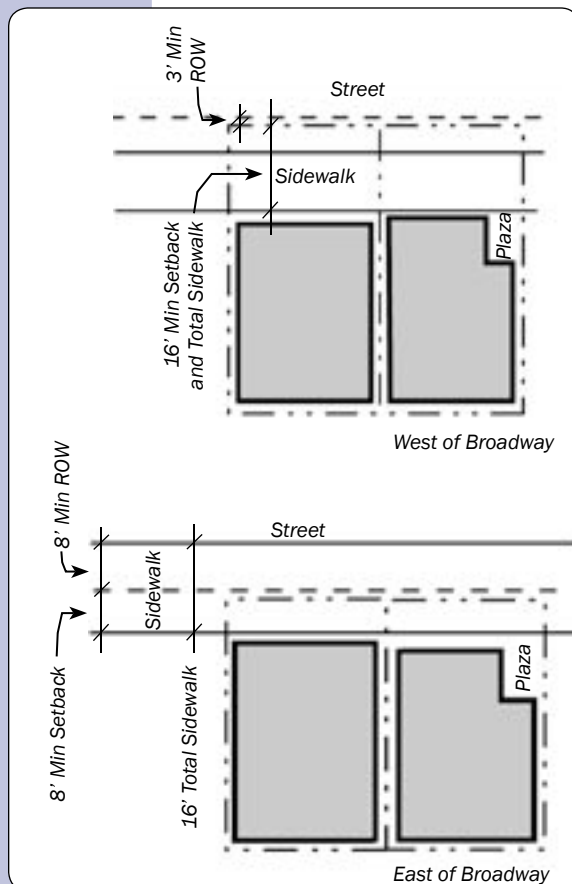 3' Min
ROW
Street
Sidewalk
16' Min Setback
and Total Sidewalk
Plaza
West of Broadway
8' Min ROW
Street
Sidewalk
8' Min Setback
16' Total Sidewalk
Plaza
East of Broadway